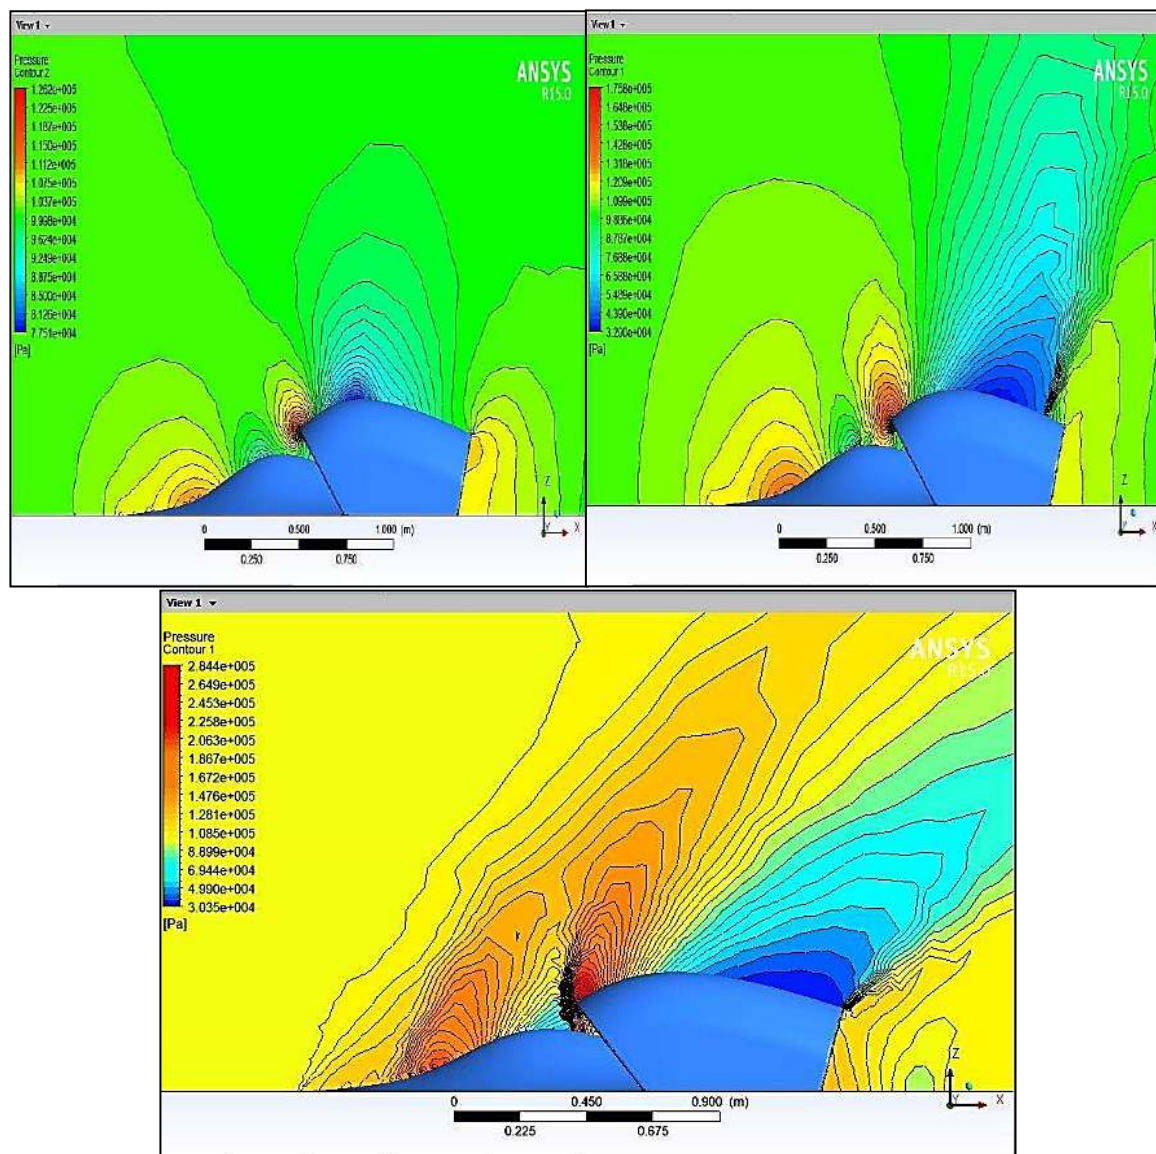 View 1
Pressure
Contour 2
1.262e+005
1.225e+005
1.187e+005
1.150e+005
1.112e+005
1.075e+005
1.037e+005
9.998e+004
9.624e+004
9.249e+004
8.875e+004
8.500e+004
8.126e+004
7.751e+004
[Pa]
ANSYS
R15.0
0 0.500 1.000 (m)
0.250 0.750
Z
Y X
View 1
Pressure
Contour 1
1.758e+005
1.648e+005
1.538e+005
1.428e+005
1.318e+005
1.209e+005
1.099e+005
9.886e+004
8.787e+004
7.688e+004
6.588e+004
5.489e+004
4.390e+004
3.290e+004
[Pa]
ANSYS
R15.0
0 0.500 1.000 (m)
0.250 0.750
Z
Y X
View 1
Pressure
Contour 1
2.844e+005
2.649e+005
2.453e+005
2.258e+005
2.063e+005
1.867e+005
1.672e+005
1.476e+005
1.281e+005
1.085e+005
8.899e+004
6.944e+004
4.990e+004
3.035e+004
[Pa]
ANSYS
R15.0
0 0.450 0.900 (m)
0.225 0.675
Z
Y X